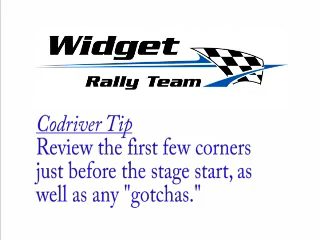 Widget
Rally Team
Codriver Tip
Review the first few corners
just before the stage start, as
well as any "gotchas."